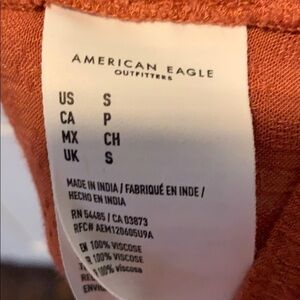 AMERICAN EAGLE
OUTFITTERS
US S
CA P
MX CH
UK S
MADE IN INDIA / FABRIQUÉ EN INDE /
HECHO EN INDIA
RN 54485 / CA 03873
RFC# AEM120605U9A
EN 100% VISCOSE
100% VISCOSE
100% viscosa